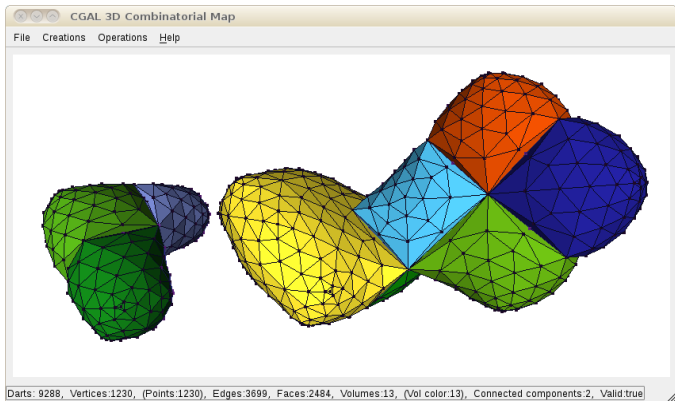 CGAL 3D Combinatorial Map
File Creations Operations Help
Darts: 9288, Vertices:1230, (Points:1230), Edges:3699, Faces:2484, Volumes:13, (Vol color:13), Connected components:2, Valid:true